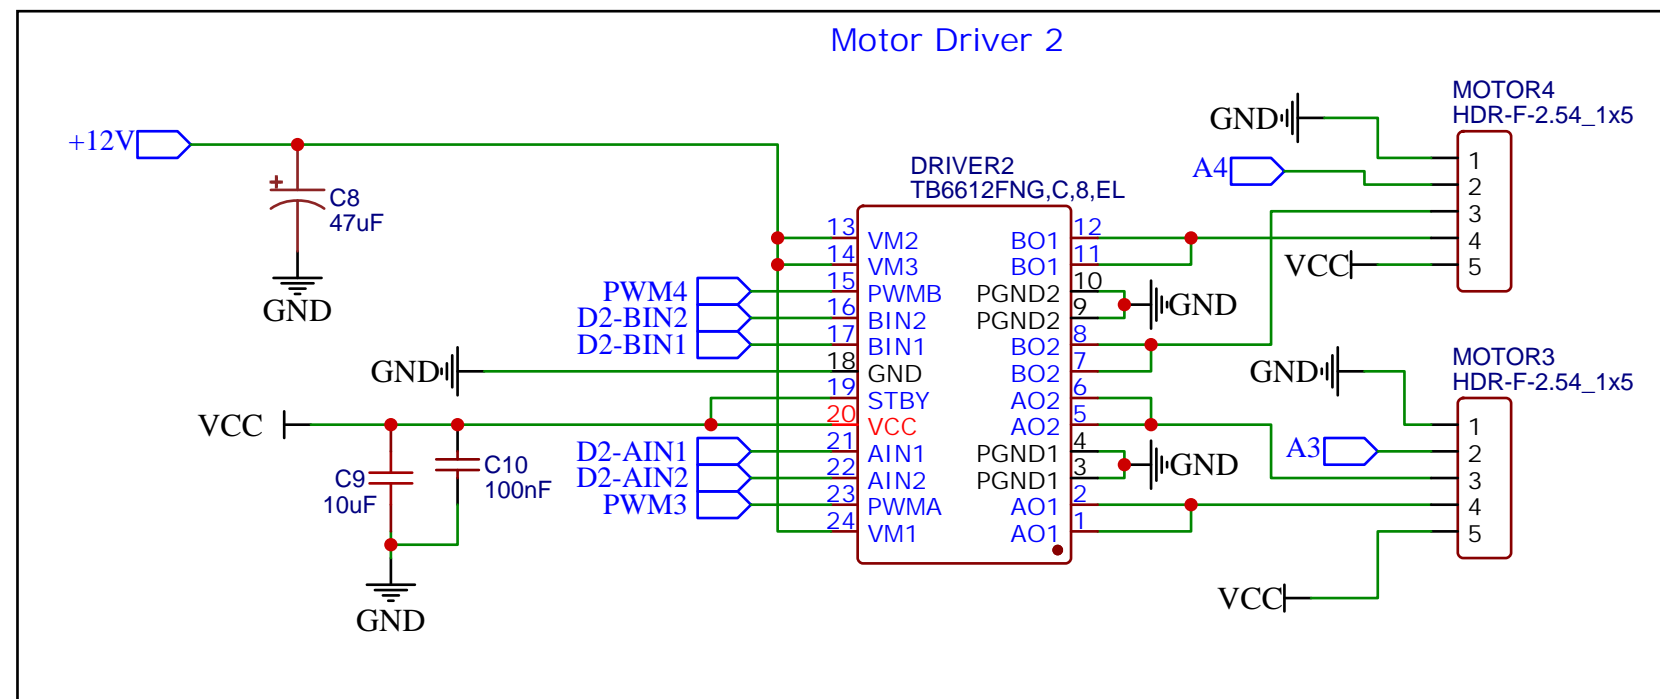 Motor Driver 2
+12V
C8
47uF
GND
DRIVER2
TB6612FNG,C,8,EL
13 VM2 BO1 12
14 VM3 BO1 11
15 PWMB PGND2 10
16 BIN2 PGND2 9
17 BIN1 BO2 8
18 GND BO2 7
19 STBY AO2 6
20 VCC AO2 5
21 AIN1 PGND1 4
22 AIN2 PGND1 3
23 PWMA AO1 2
24 VM1 AO1 1
PWM4
D2-BIN2
D2-BIN1
GND
VCC
D2-AIN1
D2-AIN2
PWM3
C9
10uF
C10
100nF
GND
GND
GND
MOTOR4
HDR-F-2.54_1x5
GND
A4
VCC
1
2
3
4
5
MOTOR3
HDR-F-2.54_1x5
GND
A3
VCC
1
2
3
4
5